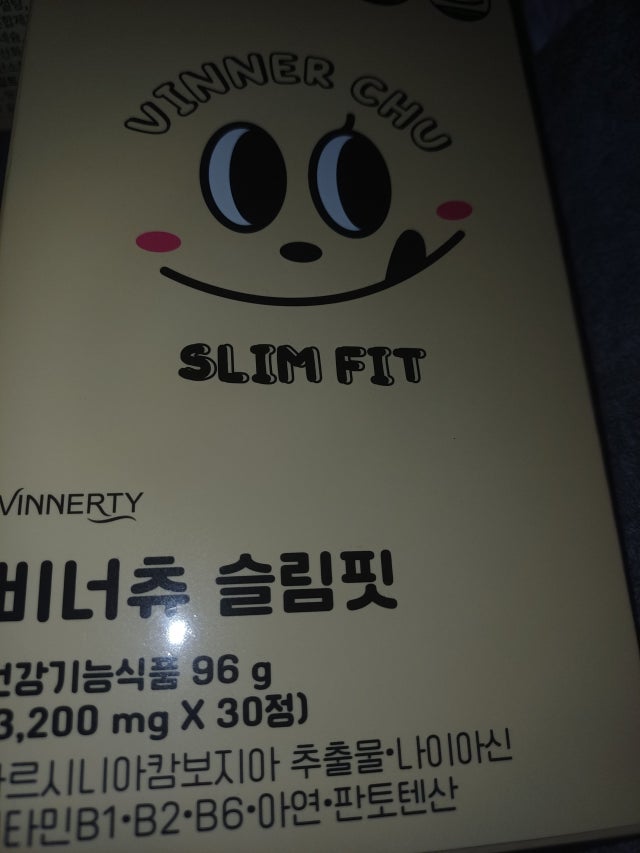 VINNER CHU
SLIM FIT
VINNERTY
비너츄 슬림핏
건강기능식품 96 g
3,200 mg X 30정)
가르시니아캄보지아 추출물•나이아신
비타민B1•B2•B6•아연•판토텐산